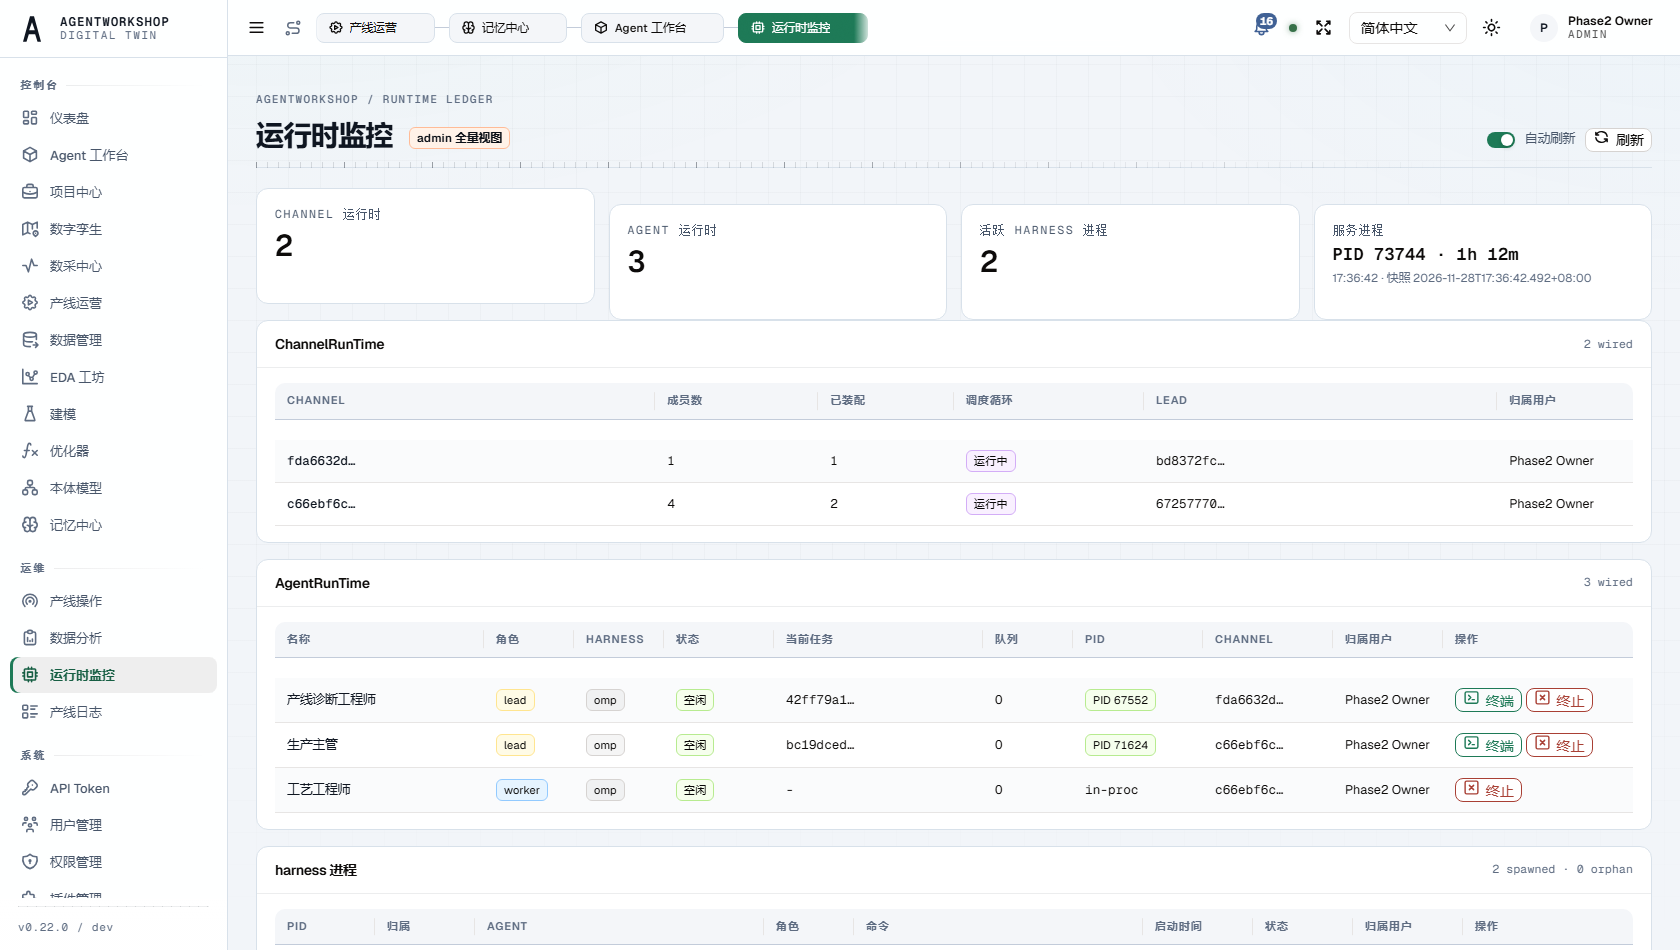 AGENTWORKSHOP
DIGITAL TWIN
产线运营
记忆中心
Agent 工作台
运行时监控
16
简体中文
P
Phase2 Owner
ADMIN
控制台
仪表盘
Agent 工作台
项目中心
数字孪生
数采中心
产线运营
数据管理
EDA 工坊
建模
优化器
本体模型
记忆中心
运维
产线操作
数据分析
运行时监控
产线日志
系统
API Token
用户管理
权限管理
插件管理
v0.22.0 / dev
AGENTWORKSHOP / RUNTIME LEDGER
运行时监控
admin 全量视图
自动刷新
刷新
CHANNEL 运行时
2
AGENT 运行时
3
活跃 HARNESS 进程
2
服务进程
PID 73744 · 1h 12m
17:36:42 · 快照 2026-11-28T17:36:42.492+08:00
ChannelRunTime
2 wired
CHANNEL 成员数 已装配 调度循环 LEAD 归属用户
fda6632d… 1 1 运行中 bd8372fc… Phase2 Owner
c66ebf6c… 4 2 运行中 67257770… Phase2 Owner
AgentRunTime
3 wired
名称 角色 HARNESS 状态 当前任务 队列 PID CHANNEL 归属用户 操作
产线诊断工程师 lead omp 空闲 42ff79a1… 0 PID 67552 fda6632d… Phase2 Owner 终端 终止
生产主管 lead omp 空闲 bc19dced… 0 PID 71624 c66ebf6c… Phase2 Owner 终端 终止
工艺工程师 worker omp 空闲 - 0 in-proc c66ebf6c… Phase2 Owner 终止
harness 进程
2 spawned · 0 orphan
PID 归属 AGENT 角色 命令 启动时间 状态 归属用户 操作